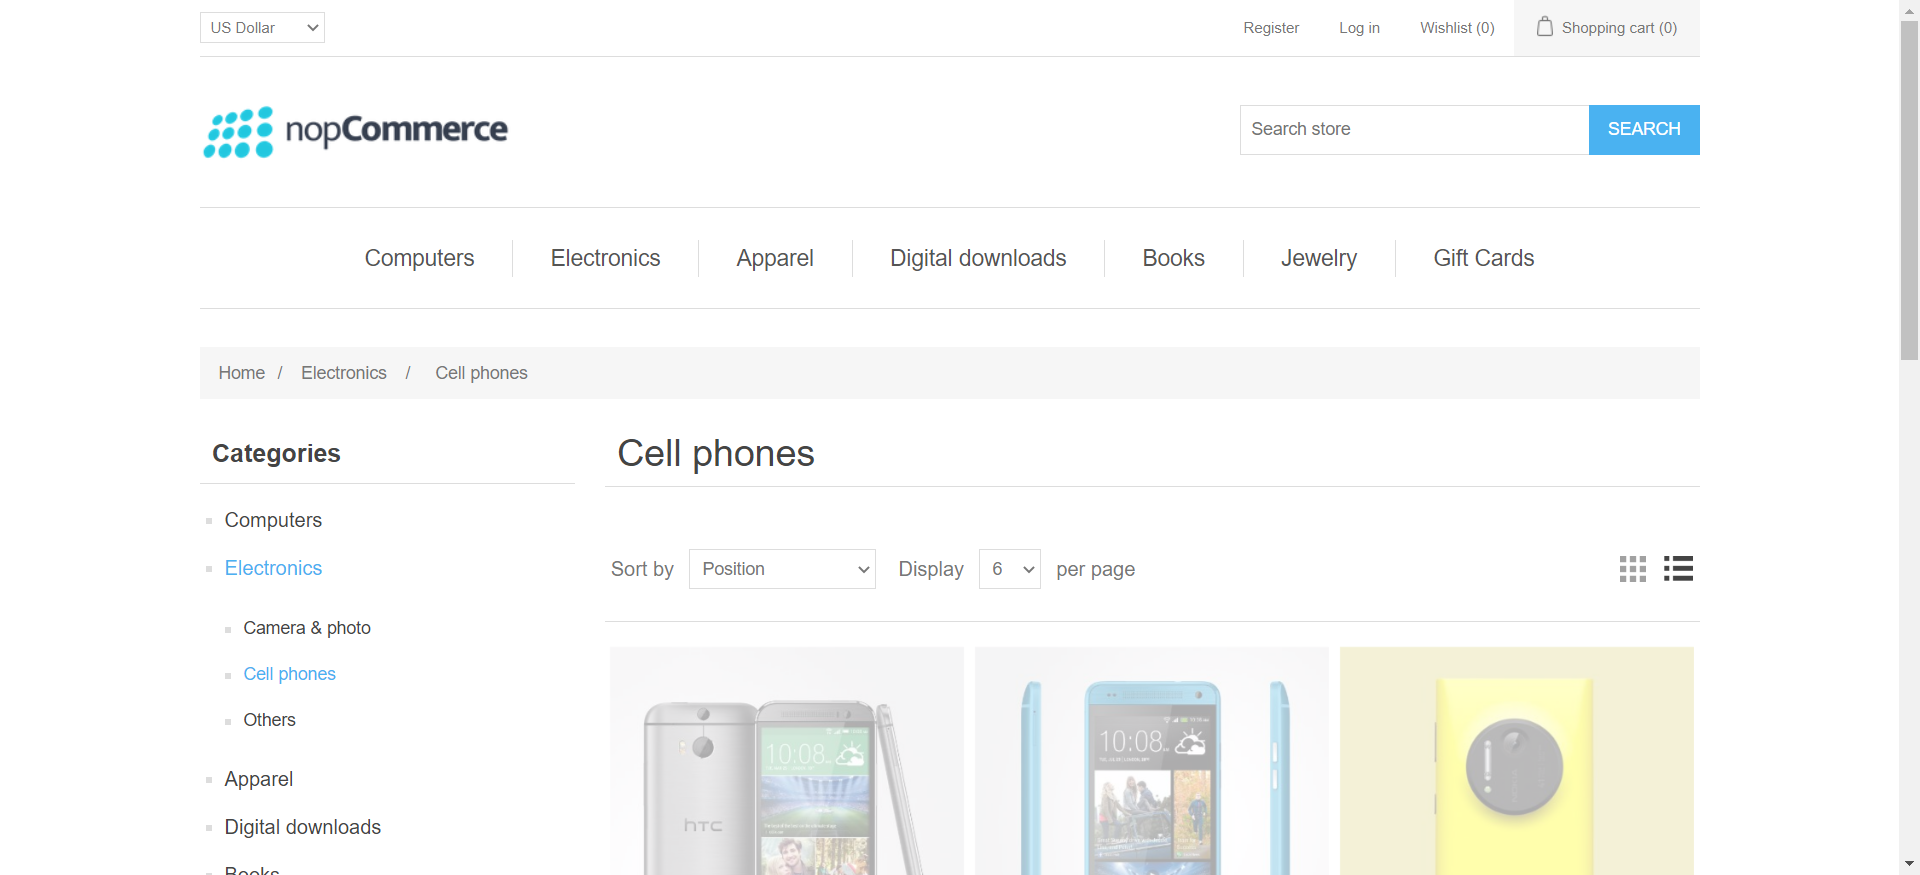 US Dollar
Register
Log in
Wishlist (0)
Shopping cart (0)
nopCommerce
Search store
SEARCH
Computers
Electronics
Apparel
Digital downloads
Books
Jewelry
Gift Cards
Home / Electronics / Cell phones
Categories
Computers
Electronics
Camera & photo
Cell phones
Others
Apparel
Digital downloads
Books
Cell phones
Sort by Position Display 6 per page
10:08
hTC
10:08